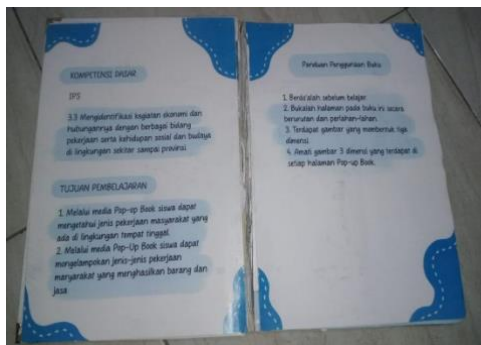 KOMPETENSI DASAR
IPS
3.3 Mengidentifikasi kegiatan ekonomi dan
hubungannya dengan berbagai bidang
pekerjaan serta kehidupan sosial dan budaya
di lingkungan sekitar sampai provinsi
TUJUAN PEMBELAJARAN
1. Melalui media Pop-up Book siswa dapat
mengetahui jenis pekerjaan masyarakat yang
ada di lingkungan tempat tinggal.
2. Melalui media Pop-Up Book siswa dapat
mengelompokan jenis-jenis pekerjaan
masyarakat yang menghasilkan barang dan
jasa
Panduan Penggunaan Buku
1. Berdo'alah sebelum belajar
2. Bukalah halaman pada buku ini secara
berurutan dan perlahan-lahan.
3. Terdapat gambar yang membentuk tiga
dimensi
4. Amati gambar 3 dimensi yang terdapat di
setiap halaman Pop-up Book.